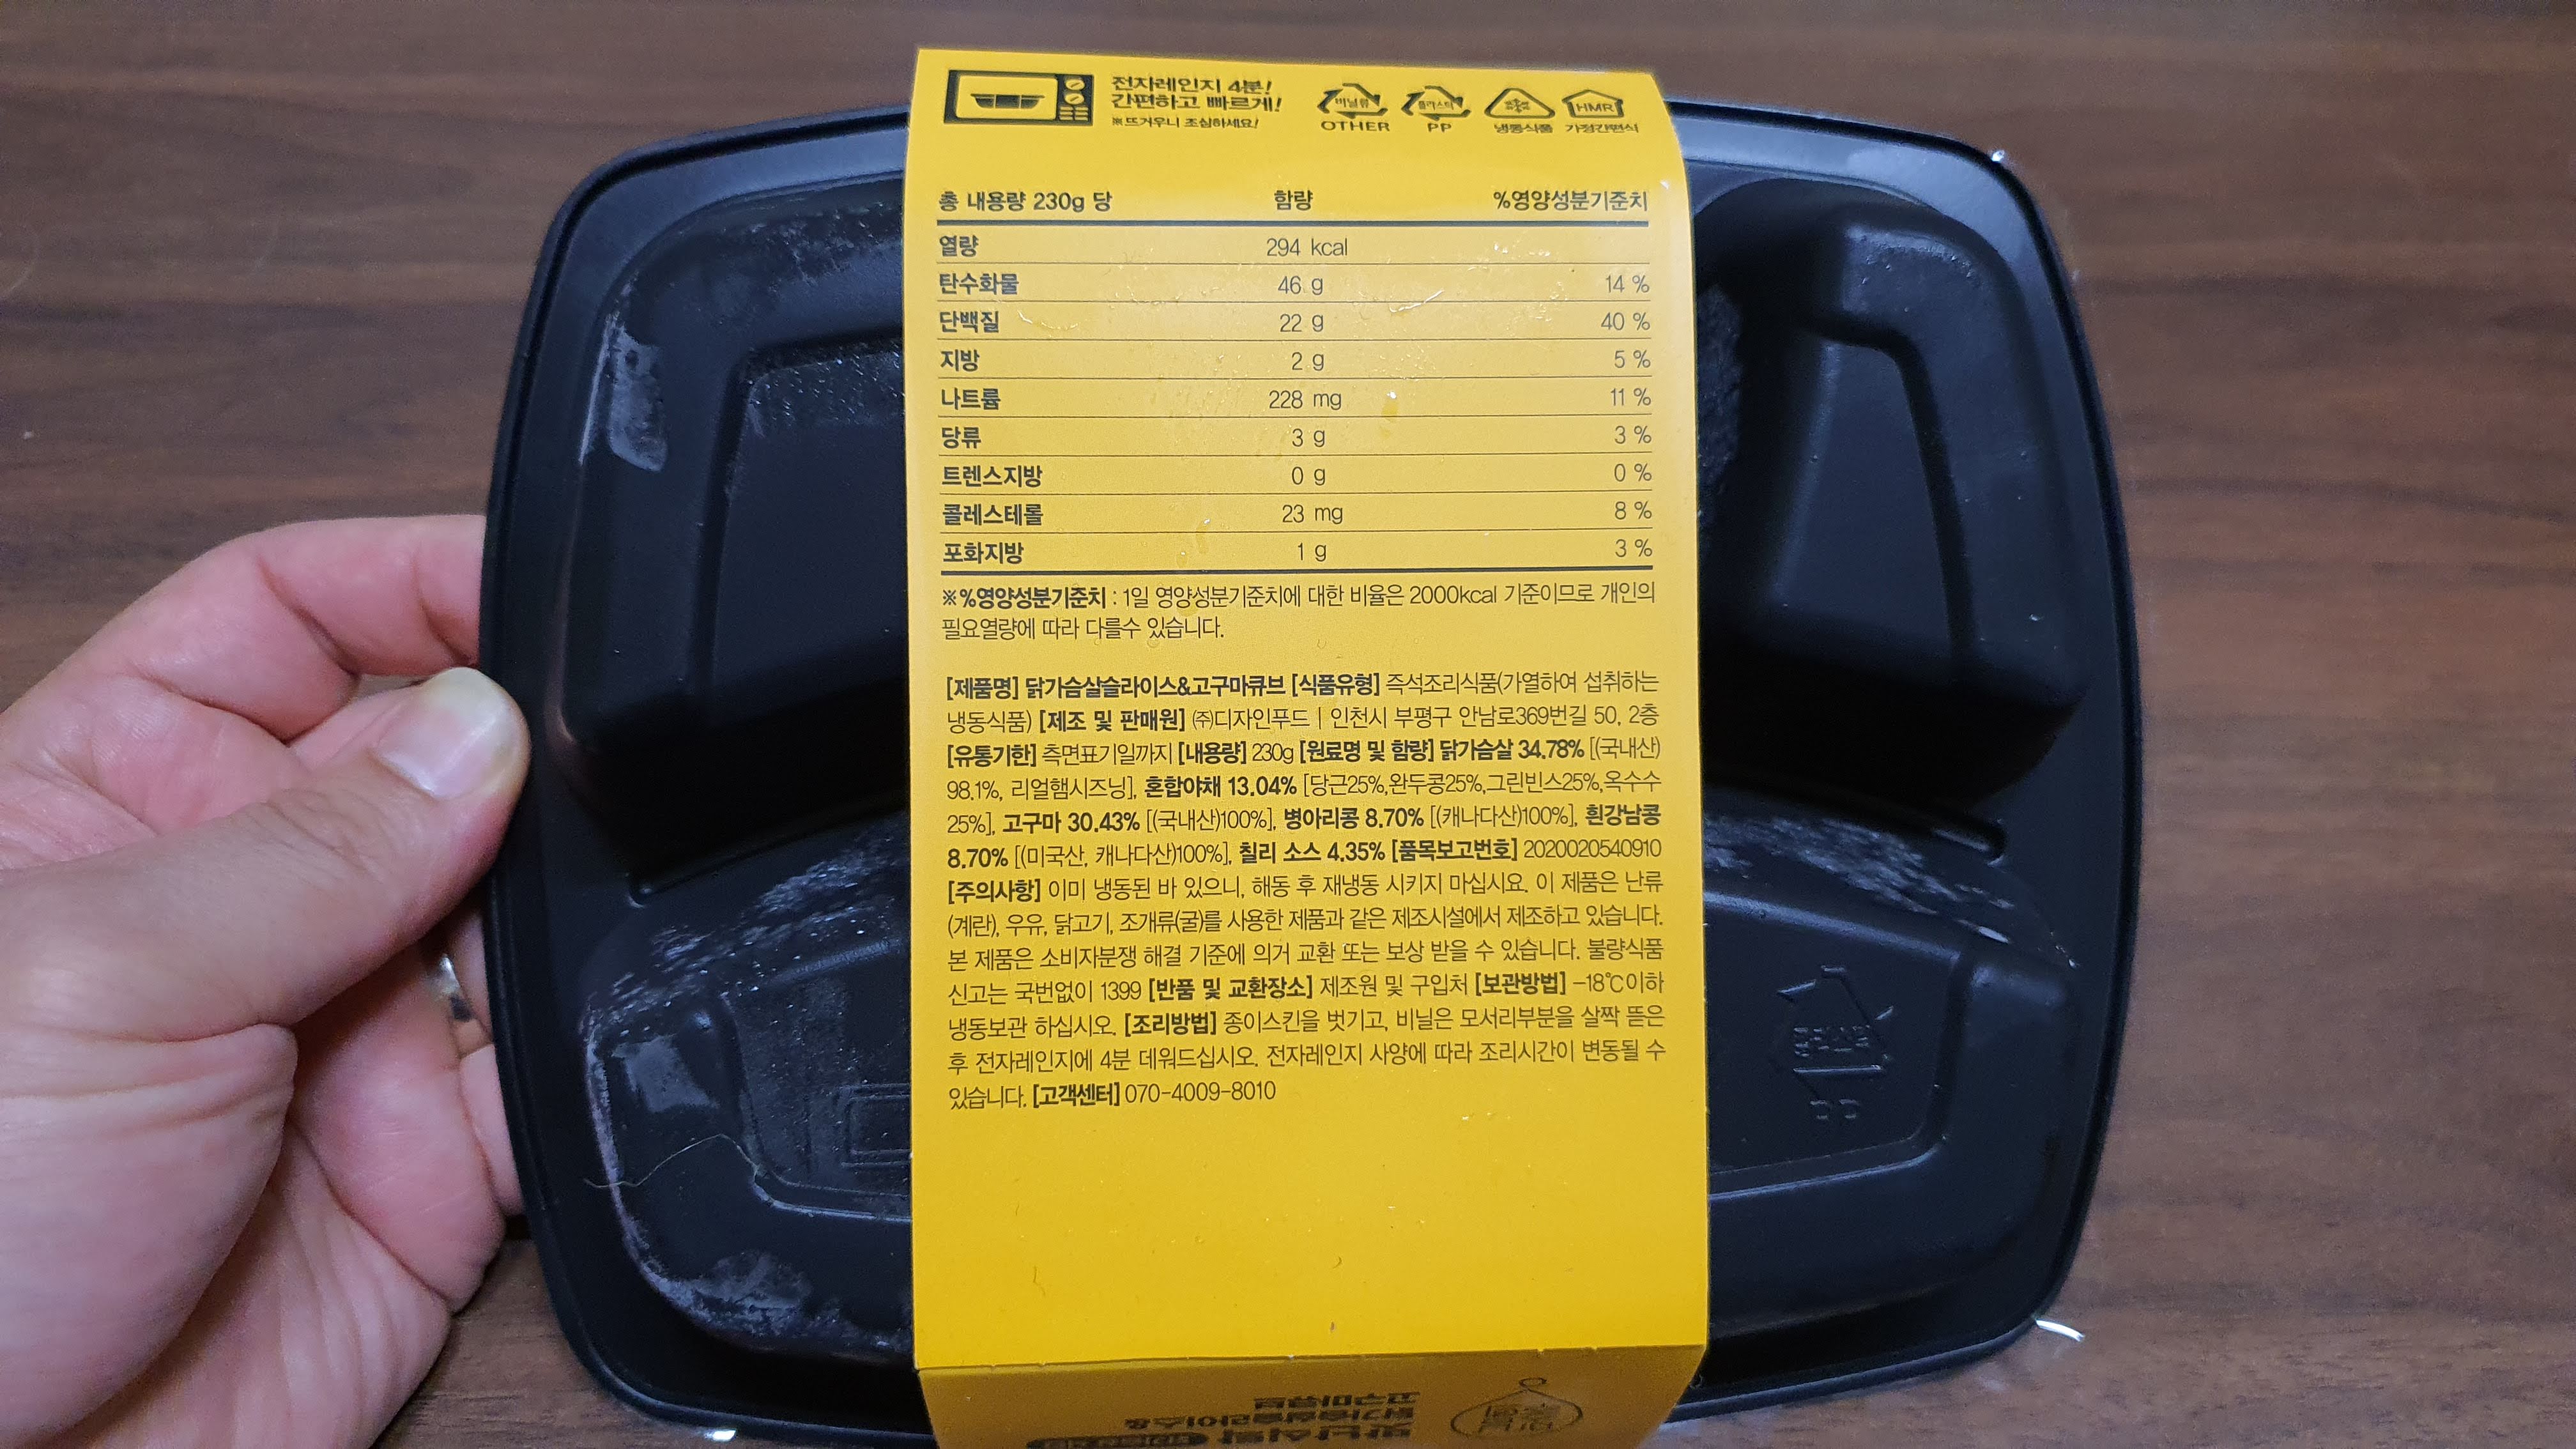 전자레인지 4분!
간편하고 빠르게!
※뜨거우니 조심하세요!
비닐류
OTHER
플라스틱
PP
냉동식품
HMR
가정간편식
총 내용량 230g 당 함량 %영양성분기준치
열량 294 kcal
탄수화물 46 g 14 %
단백질 22 g 40 %
지방 2 g 5 %
나트륨 228 mg 11 %
당류 3 g 3 %
트렌스지방 0 g 0 %
콜레스테롤 23 mg 8 %
포화지방 1 g 3 %
※%영양성분기준치 : 1일 영양성분기준치에 대한 비율은 2000kcal 기준이므로 개인의
필요열량에 따라 다를수 있습니다.
[제품명] 닭가슴살슬라이스&고구마큐브 [식품유형] 즉석조리식품(가열하여 섭취하는
냉동식품) [제조 및 판매원] ㈜디자인푸드 | 인천시 부평구 안남로369번길 50, 2층
[유통기한] 측면표기일까지 [내용량] 230g [원료명 및 함량] 닭가슴살 34.78% [(국내산)
98.1%, 리얼햄시즈닝], 혼합야채 13.04% [당근25%,완두콩25%,그린빈스25%,옥수수
25%], 고구마 30.43% [(국내산)100%], 병아리콩 8.70% [(캐나다산)100%], 흰강남콩
8.70% [(미국산, 캐나다산)100%], 칠리 소스 4.35% [품목보고번호] 2020020540910
[주의사항] 이미 냉동된 바 있으니, 해동 후 재냉동 시키지 마십시요. 이 제품은 난류
(계란), 우유, 닭고기, 조개류(굴)를 사용한 제품과 같은 제조시설에서 제조하고 있습니다.
본 제품은 소비자분쟁 해결 기준에 의거 교환 또는 보상 받을 수 있습니다. 불량식품
신고는 국번없이 1399 [반품 및 교환장소] 제조원 및 구입처 [보관방법] -18℃이하
냉동보관 하십시오. [조리방법] 종이스킨을 벗기고, 비닐은 모서리부분을 살짝 뜯은
후 전자레인지에 4분 데워드십시오. 전자레인지 사양에 따라 조리시간이 변동될 수
있습니다. [고객센터] 070-4009-8010
플라스틱
PP
닭가슴살슬라이스&
고구마큐브